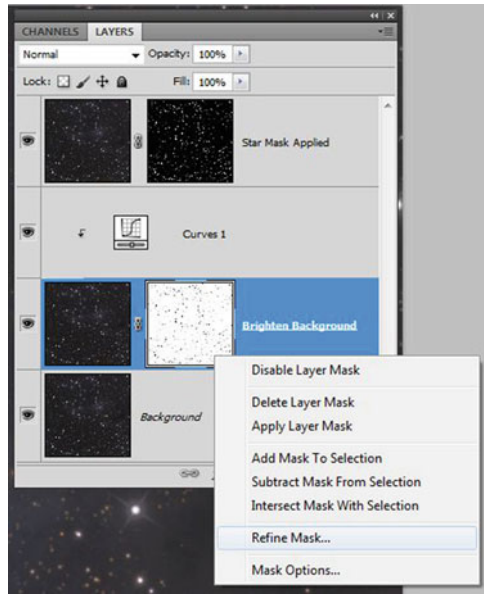 CHANNELS LAYERS
Normal Opacity: 100%
Lock: Fill: 100%
Star Mask Applied
Curves 1
Brighten Background
Background
Disable Layer Mask
Delete Layer Mask
Apply Layer Mask
Add Mask To Selection
Subtract Mask From Selection
Intersect Mask With Selection
Refine Mask...
Mask Options...